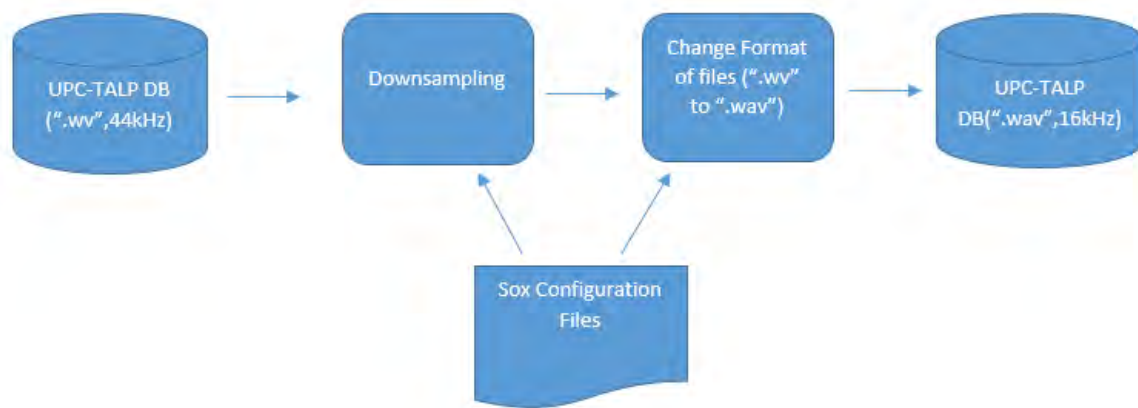 UPC-TALP DB
(“.wv”,44kHz)
Downsampling
Change Format
of files (“.wv”
to “.wav”)
UPC-TALP
DB(“.wav”,16kHz)
Sox Configuration
Files